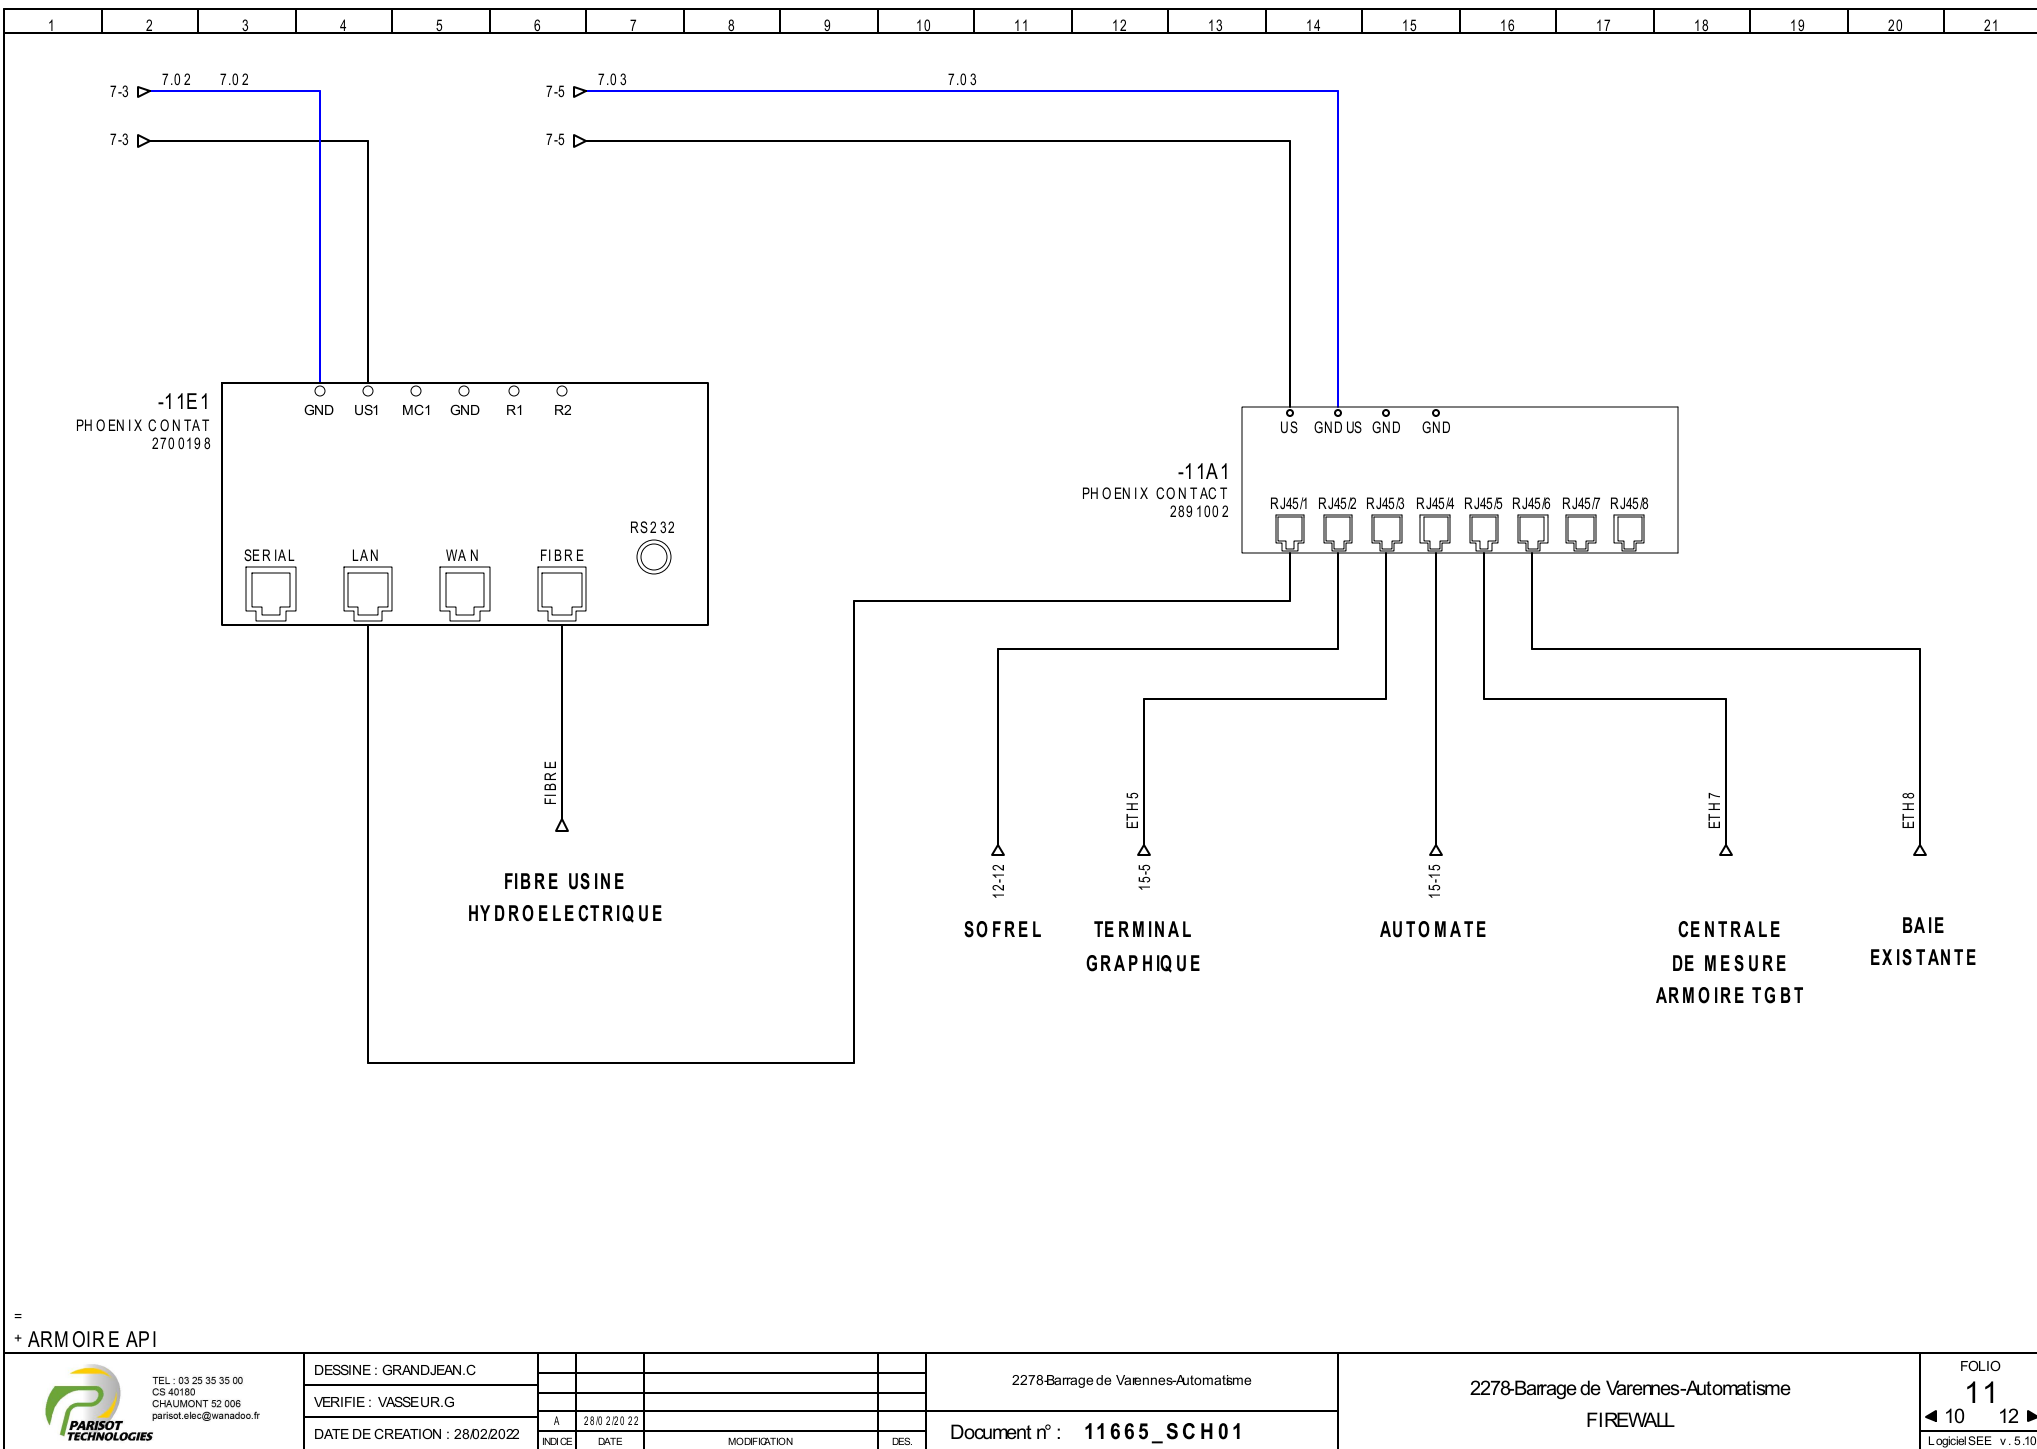 1 2 3 4 5 6 7 8 9 10 11 12 13 14 15 16 17 18 19 20 21
7-3 7.02 7.02
7-5 7.03 7.03
7-3
7-5
-11E1
PHOENIX CONTAT
2700198
GND US1 MC1 GND R1 R2
RS232
SERIAL LAN WAN FIBRE
US GND US GND GND
-11A1
PHOENIX CONTACT
2891002
RJ45/1 RJ45/2 RJ45/3 RJ45/4 RJ45/5 RJ45/6 RJ45/7 RJ45/8
FIBRE
FIBRE USINE
HYDROELECTRIQUE
12-12
SOFREL
ETH5
15-5
TERMINAL
GRAPHIQUE
15-15
AUTOMATE
ETH7
CENTRALE
DE MESURE
ARMOIRE TGBT
ETH8
BAIE
EXISTANTE
=
+ ARMOIRE API
PARISOT
TECHNOLOGIES
TEL : 03 25 35 35 00
CS 40180
CHAUMONT 52 006
parisot.elec@wanadoo.fr
DESSINE : GRANDJEAN.C
VERIFIE : VASSEUR.G
DATE DE CREATION : 28/02/2022
A 28/02/2022
INDICE DATE MODIFICATION DES.
2278-Barrage de Varennes-Automatisme
Document n° : 11665_SCH01
2278-Barrage de Varennes-Automatisme
FIREWALL
FOLIO
11
10 12
Logiciel SEE v. 5.10